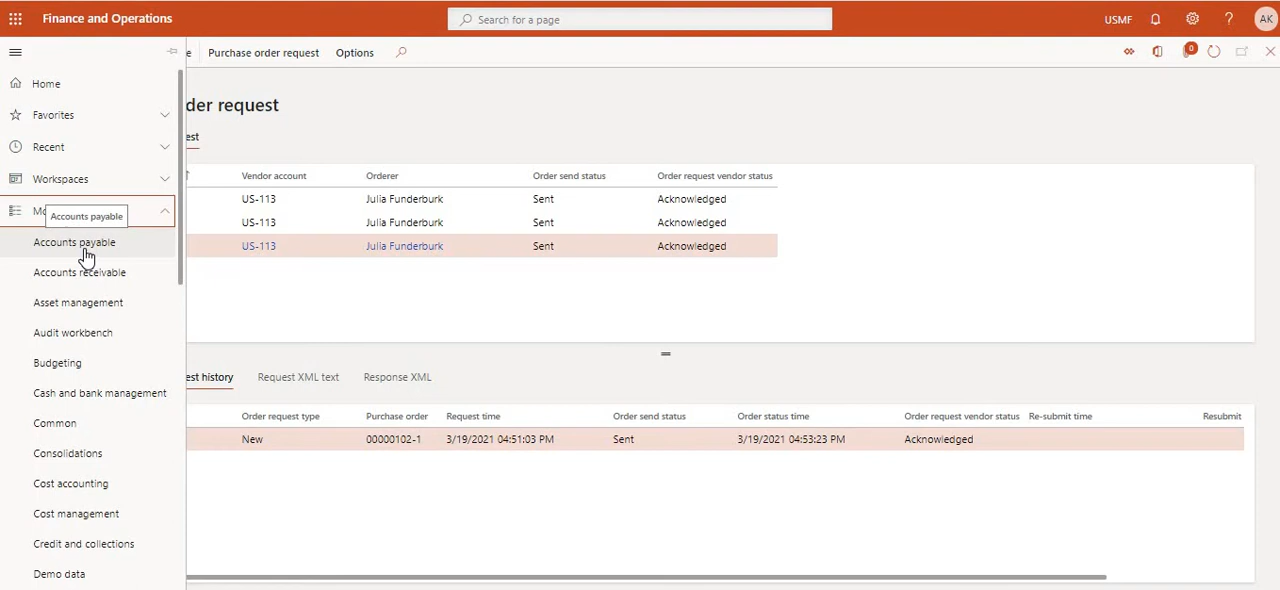 Finance and Operations
Search for a page
USMF
AK
e
Purchase order request
Options
0
Home
Favorites
Recent
Workspaces
Mo
Accounts payable
Accounts payable
Accounts receivable
Asset management
Audit workbench
Budgeting
Cash and bank management
Common
Consolidations
Cost accounting
Cost management
Credit and collections
Demo data
der request
est
Vendor account Orderer Order send status Order request vendor status
US-113 Julia Funderburk Sent Acknowledged
US-113 Julia Funderburk Sent Acknowledged
US-113 Julia Funderburk Sent Acknowledged
est history Request XML text Response XML
Order request type Purchase order Request time Order send status Order status time Order request vendor status Re-submit time Resubmit
New 00000102-1 3/19/2021 04:51:03 PM Sent 3/19/2021 04:53:23 PM Acknowledged